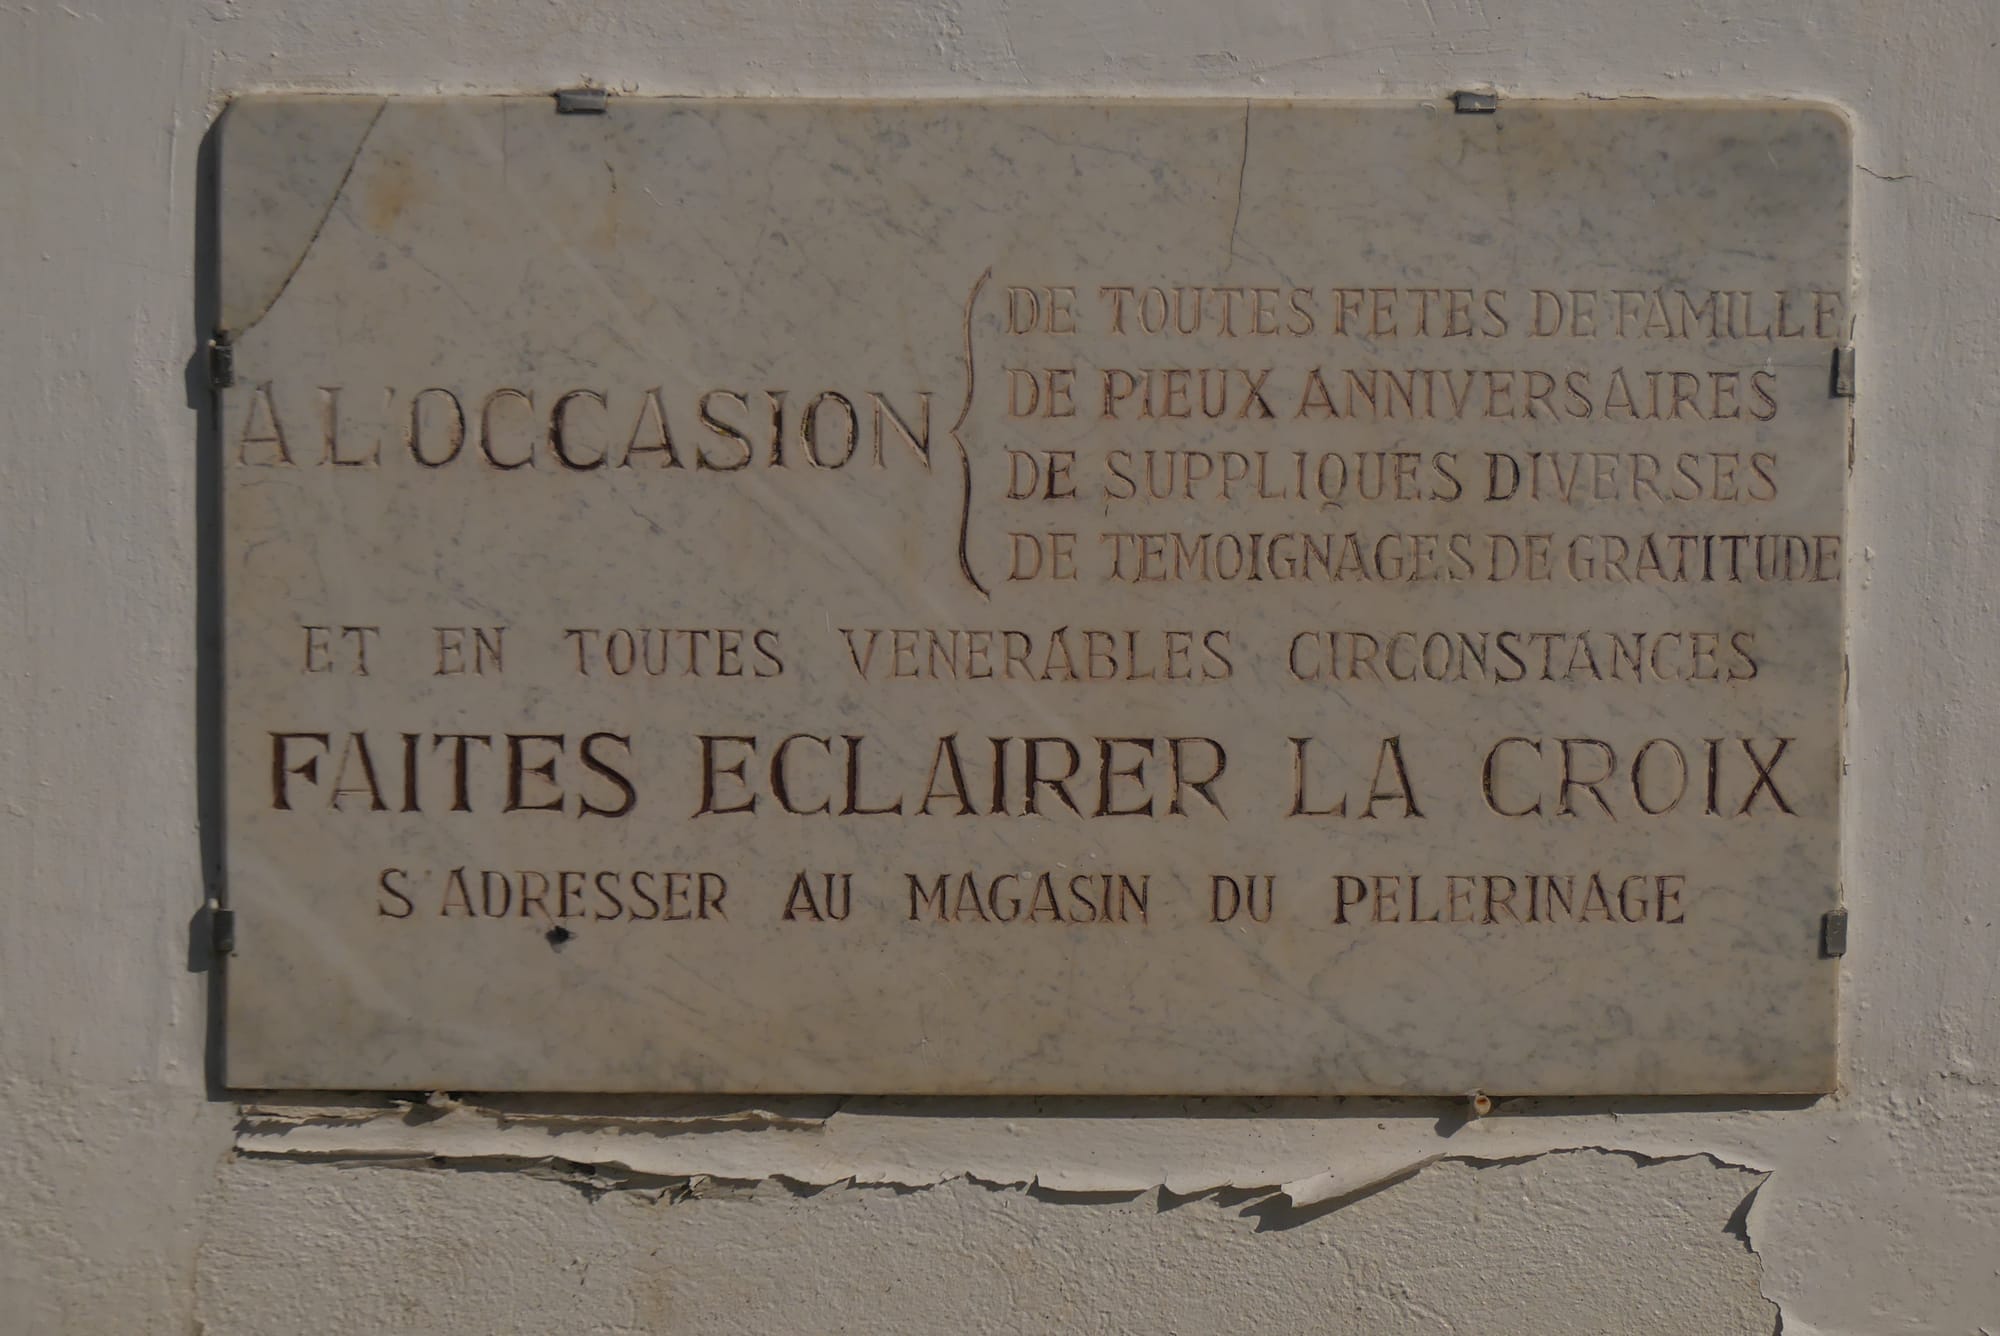 A L'OCCASION
DE TOUTES FETES DE FAMILLE
DE PIEUX ANNIVERSAIRES
DE SUPPLIQUES DIVERSES
DE TEMOIGNAGES DE GRATITUDE
ET EN TOUTES VENERABLES CIRCONSTANCES
FAITES ECLAIRER LA CROIX
S'ADRESSER AU MAGASIN DU PELERINAGE